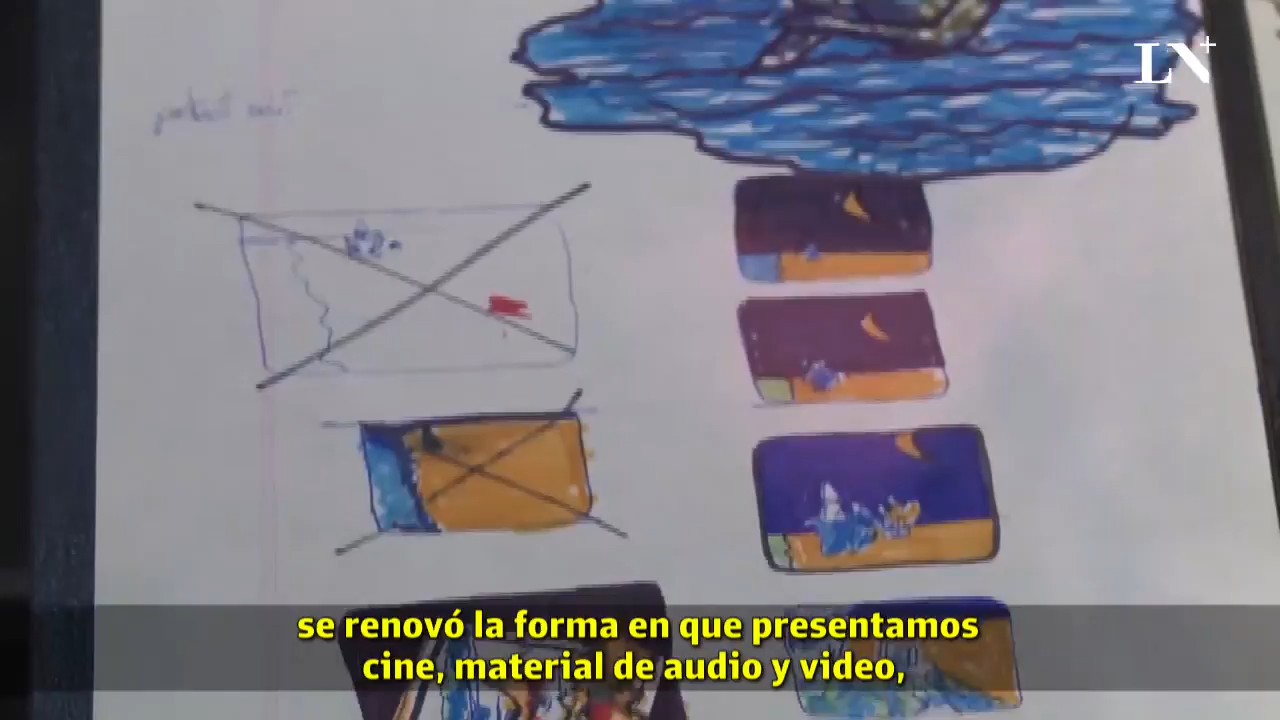 LN+
se renovó la forma en que presentamos
cine, material de audio y video,